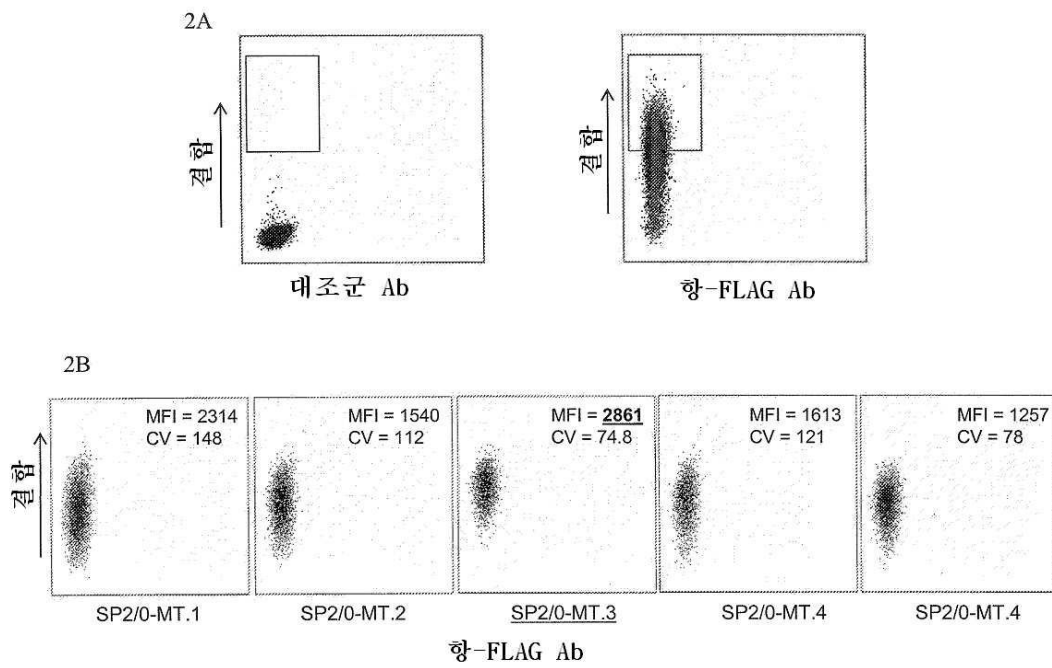 2A
결합
대조군 Ab
결합
항-FLAG Ab
2B
결합
MFI = 2314
CV = 148
SP2/0-MT.1
MFI = 1540
CV = 112
SP2/0-MT.2
MFI = 2861
CV = 74.8
SP2/0-MT.3
MFI = 1613
CV = 121
SP2/0-MT.4
MFI = 1257
CV = 78
SP2/0-MT.4
항-FLAG Ab